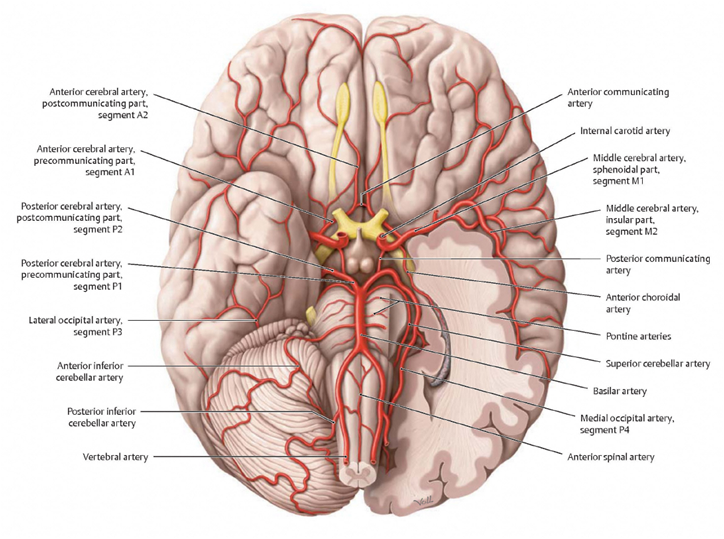 Anterior cerebral artery,
postcommunicating part,
segment A2
Anterior cerebral artery,
precommunicating part,
segment A1
Posterior cerebral artery,
postcommunicating part,
segment P2
Posterior cerebral artery,
precommunicating part,
segment P1
Lateral occipital artery,
segment P3
Anterior inferior
cerebellar artery
Posterior inferior
cerebellar artery
Vertebral artery
Anterior communicating
artery
Internal carotid artery
Middle cerebral artery,
sphenoidal part,
segment M1
Middle cerebral artery,
insular part,
segment M2
Posterior communicating
artery
Anterior choroidal
artery
Pontine arteries
Superior cerebellar artery
Basilar artery
Medial occipital artery,
segment P4
Anterior spinal artery